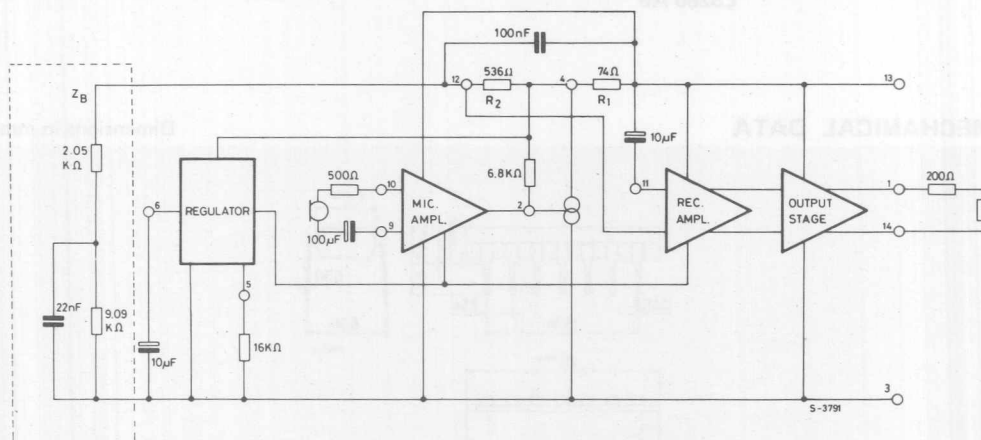 100nF
12
536Ω
4
74Ω
13
Z_B
R2
R1
2.05
KΩ
10μF
6.8KΩ
500Ω
10
11
1
200Ω
6
REGULATOR
MIC.
AMPL.
2
REC.
AMPL.
OUTPUT
STAGE
100μF
9
14
5
22nF
9.09
KΩ
10μF
16KΩ
3
S-3791
MECHANICAL DATA